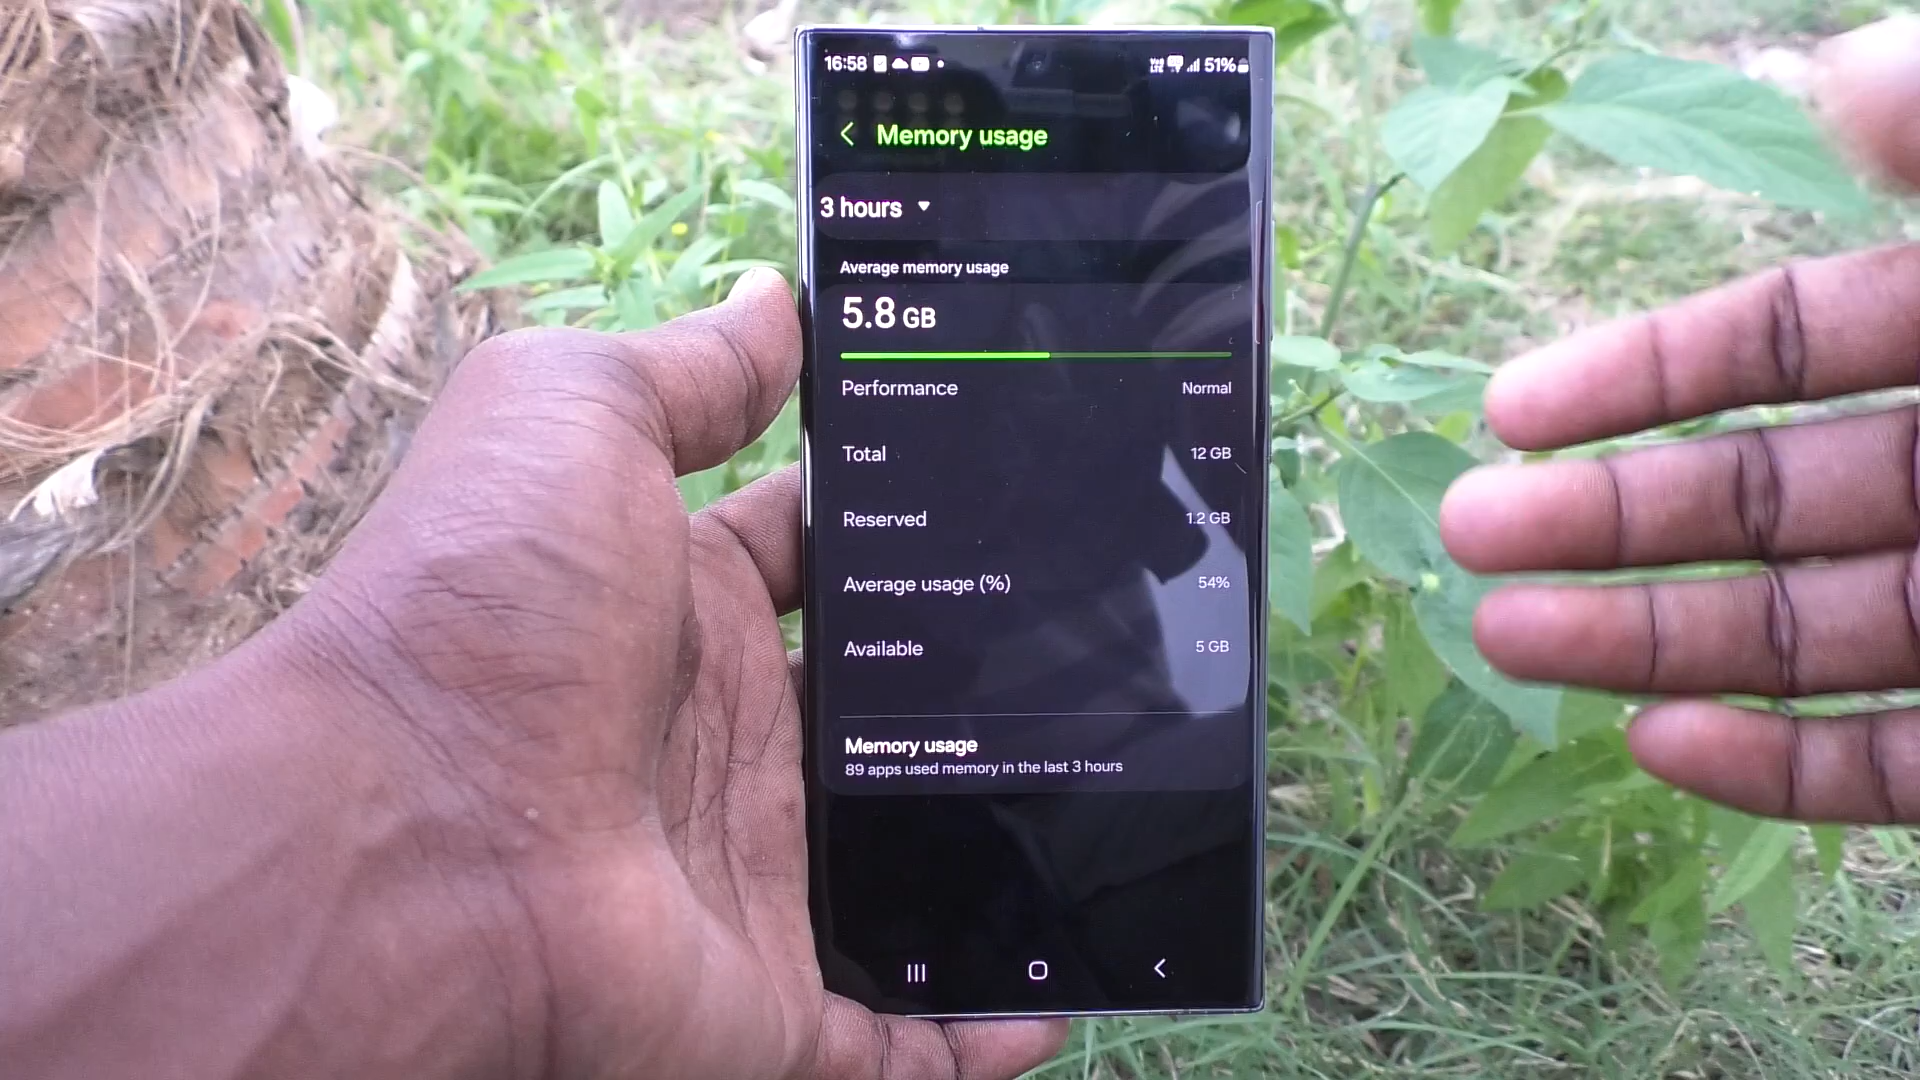 16:58 51%
Memory usage
3 hours
Average memory usage
5.8 GB
Performance Normal
Total 12 GB
Reserved 1.2 GB
Average usage (%) 54%
Available 5 GB
Memory usage
89 apps used memory in the last 3 hours